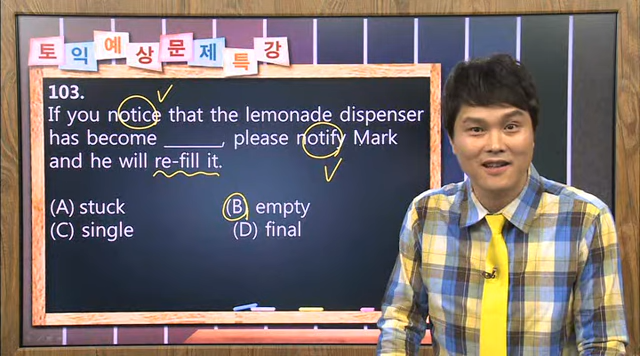 토익예상문제특강
103.
If you notice that the lemonade dispenser
has become ______, please notify Mark
and he will re-fill it.
(A) stuck
(B) empty
(C) single
(D) final